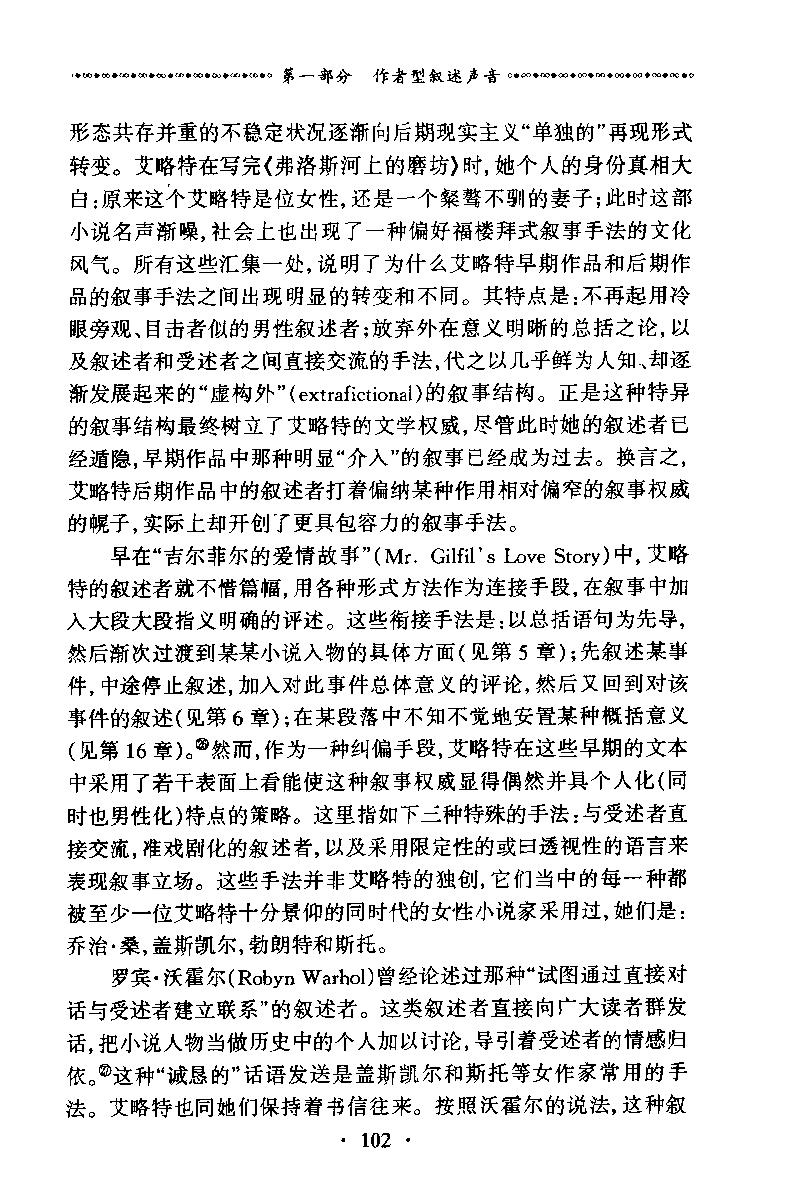 第一部分 作者型叙述声音
形态共存并重的不稳定状况逐渐向后期现实主义“单独的”再现形式
转变。艾略特在写完《弗洛斯河上的磨坊》时,她个人的身份真相大
白:原来这个艾略特是位女性,还是一个粲骜不驯的妻子;此时这部
小说名声渐噪,社会上也出现了一种偏好福楼拜式叙事手法的文化
风气。所有这些汇集一处,说明了为什么艾略特早期作品和后期作
品的叙事手法之间出现明显的转变和不同。其特点是:不再起用冷
眼旁观、目击者似的男性叙述者;放弃外在意义明晰的总括之论,以
及叙述者和受述者之间直接交流的手法,代之以几乎鲜为人知、却逐
渐发展起来的“虚构外”(extrafictional)的叙事结构。正是这种特异
的叙事结构最终树立了艾略特的文学权威,尽管此时她的叙述者已
经遁隐,早期作品中那种明显“介入”的叙事已经成为过去。换言之,
艾略特后期作品中的叙述者打着偏纳某种作用相对偏窄的叙事权威
的幌子,实际上却开创了更具包容力的叙事手法。
早在“吉尔菲尔的爱情故事”(Mr. Gilfil's Love Story)中,艾略
特的叙述者就不惜篇幅,用各种形式方法作为连接手段,在叙事中加
入大段大段指义明确的评述。这些衔接手法是:以总括语句为先导,
然后渐次过渡到某某小说人物的具体方面(见第 5 章);先叙述某事
件,中途停止叙述,加入对此事件总体意义的评论,然后又回到对该
事件的叙述(见第 6 章);在某段落中不知不觉地安置某种概括意义
(见第 16 章)。㉖然而,作为一种纠偏手段,艾略特在这些早期的文本
中采用了若干表面上看能使这种叙事权威显得偶然并具个人化(同
时也男性化)特点的策略。这里指如下三种特殊的手法:与受述者直
接交流,准戏剧化的叙述者,以及采用限定性的或曰透视性的语言来
表现叙事立场。这些手法并非艾略特的独创,它们当中的每一种都
被至少一位艾略特十分景仰的同时代的女性小说家采用过,她们是:
乔治·桑,盖斯凯尔,勃朗特和斯托。
罗宾·沃霍尔(Robyn Warhol)曾经论述过那种“试图通过直接对
话与受述者建立联系”的叙述者。这类叙述者直接向广大读者群发
话,把小说人物当做历史中的个人加以讨论,导引着受述者的情感归
依。㉗这种“诚恳的”话语发送是盖斯凯尔和斯托等女作家常用的手
法。艾略特也同她们保持着书信往来。按照沃霍尔的说法,这种叙
· 102 ·